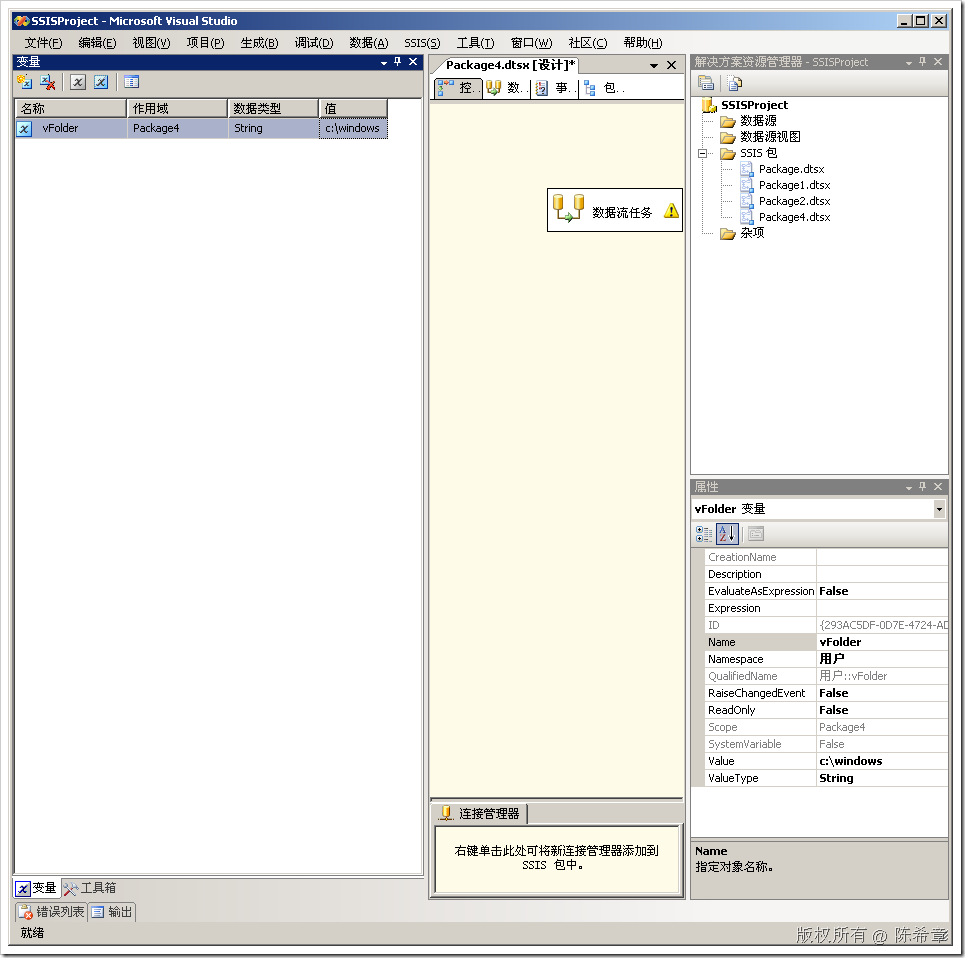 SSISProject - Microsoft Visual Studio
文件(F) 编辑(E) 视图(V) 项目(P) 生成(B) 调试(D) 数据(A) SSIS(S) 工具(T) 窗口(W) 社区(C) 帮助(H)
变量
名称 作用域 数据类型 值
vFolder Package4 String c:\windows
变量 工具箱
错误列表 输出
就绪
Package4.dtsx [设计]*
控.. 数.. 事.. 包..
数据流任务
连接管理器
右键单击此处可将新连接管理器添加到
SSIS 包中。
解决方案资源管理器 - SSISProject
SSISProject
数据源
数据源视图
SSIS 包
Package.dtsx
Package1.dtsx
Package2.dtsx
Package4.dtsx
杂项
属性
vFolder 变量
CreationName
Description
EvaluateAsExpression False
Expression
ID {293AC5DF-0D7E-4724-AD
Name vFolder
Namespace 用户
QualifiedName 用户::vFolder
RaiseChangedEvent False
ReadOnly False
Scope Package4
SystemVariable False
Value c:\windows
ValueType String
Name
指定对象名称。
版权所有 @ 陈希章